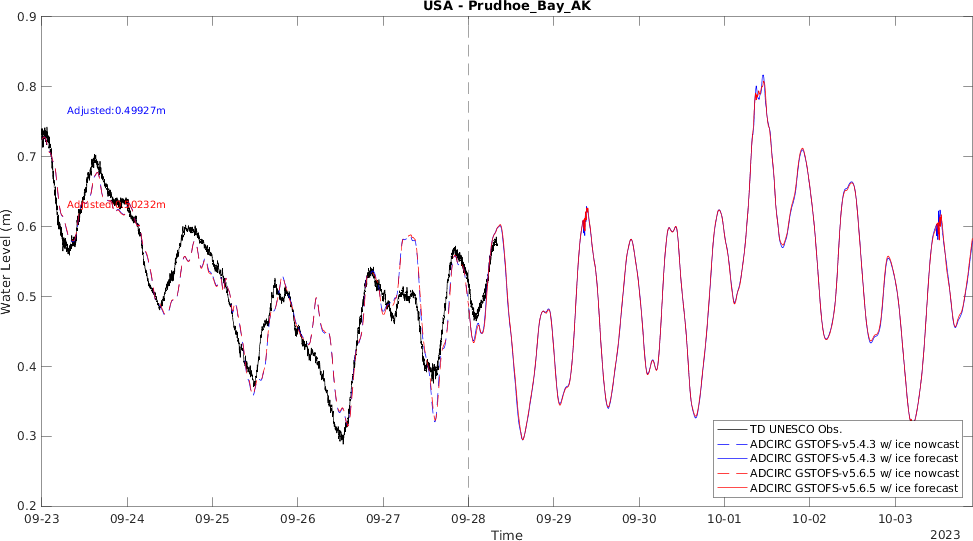 USA - Prudhoe_Bay_AK
0.9
0.8
0.7
0.6
0.5
0.4
0.3
0.2
Water Level (m)
Adjusted:0.49927m
TD UNESCO Obs.
ADCIRC GSTOFS-v5.4.3 w/ ice nowcast
ADCIRC GSTOFS-v5.4.3 w/ ice forecast
ADCIRC GSTOFS-v5.6.5 w/ ice nowcast
ADCIRC GSTOFS-v5.6.5 w/ ice forecast
09-23 09-24 09-25 09-26 09-27 09-28 09-29 09-30 10-01 10-02 10-03
Time
2023